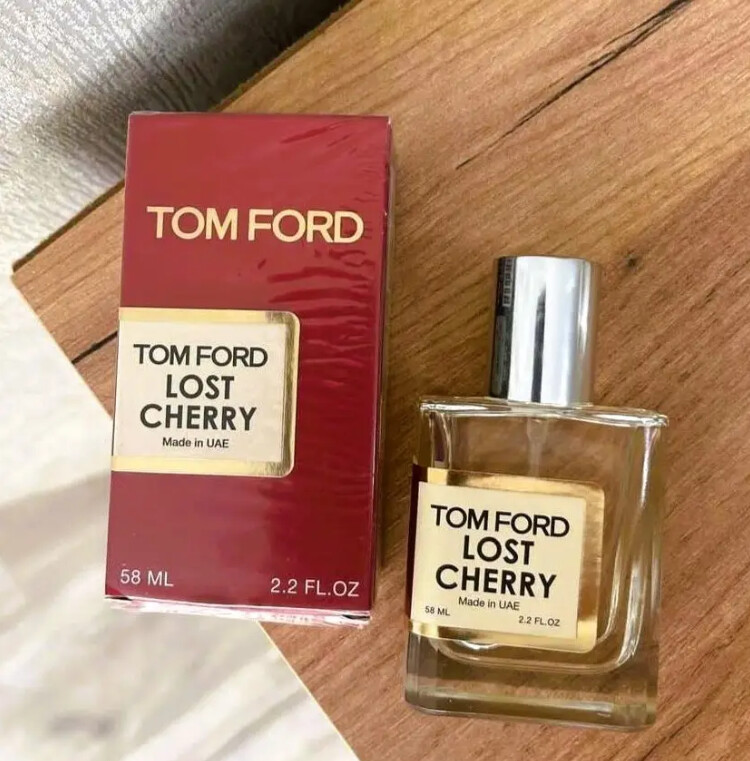 TOM FORD
TOM FORD
LOST
CHERRY
Made in UAE
58 ML
2.2 FL.OZ
TOM FORD
LOST
CHERRY
Made in UAE
58 ML
2.2 FL.OZ